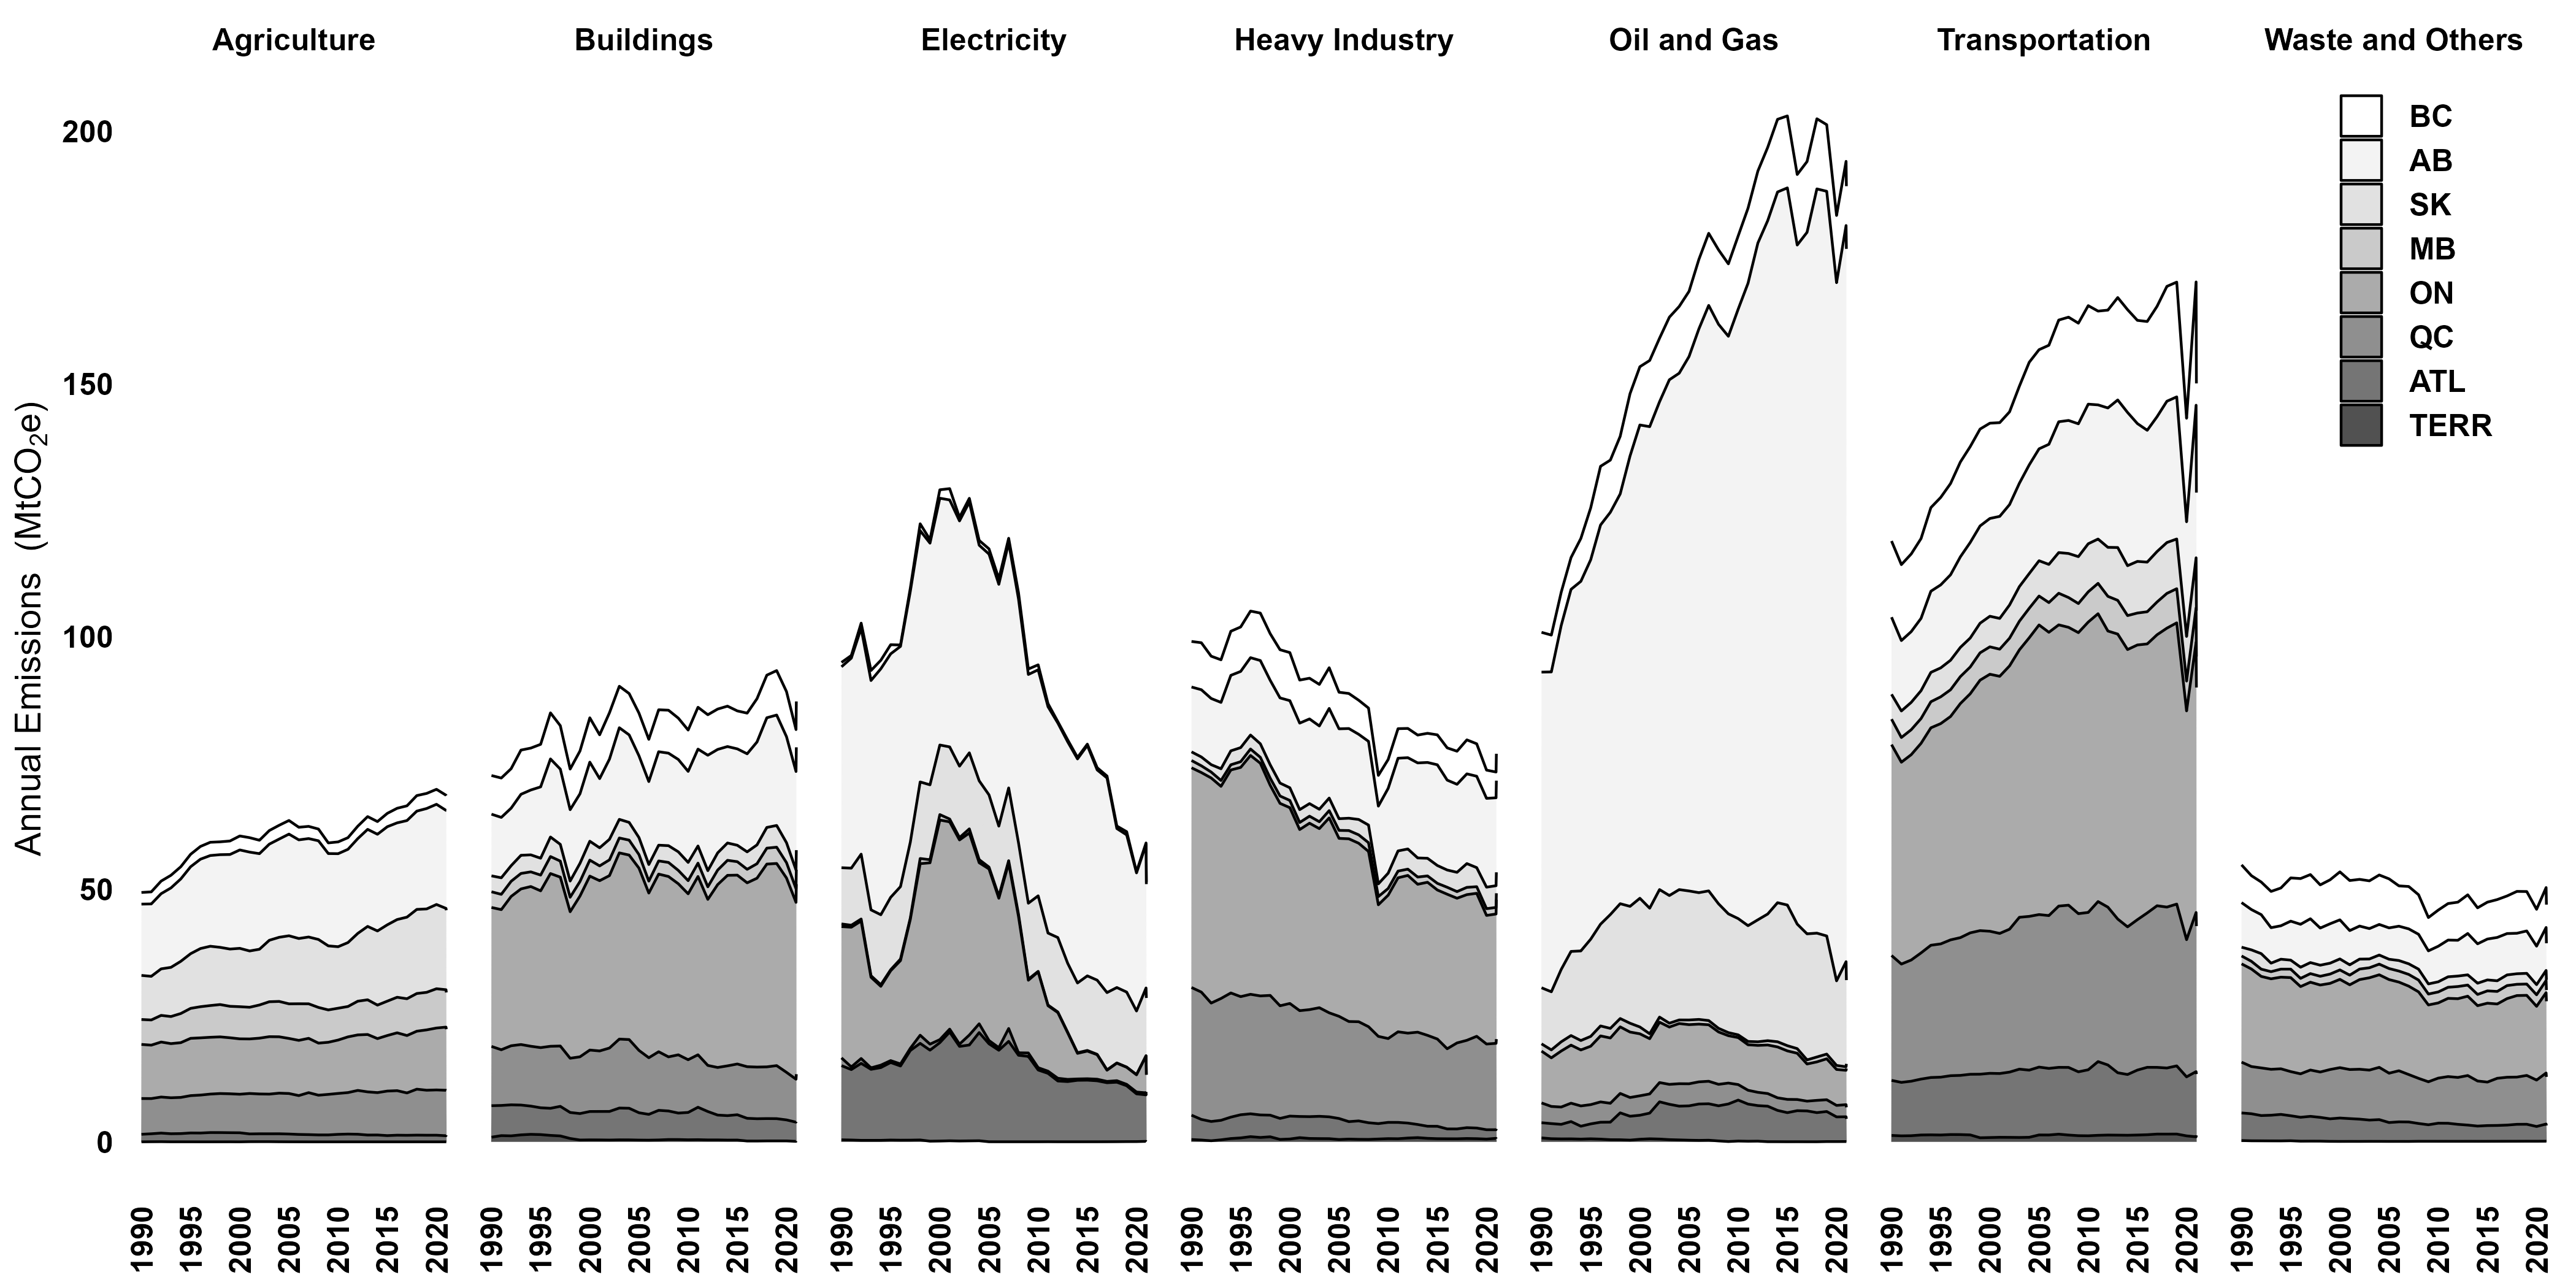 Agriculture Buildings Electricity Heavy Industry Oil and Gas Transportation Waste and Others
Annual Emissions (MtCO₂e)
200
150
100
50
0
BC
AB
SK
MB
ON
QC
ATL
TERR
1990 1995 2000 2005 2010 2015 2020 1990 1995 2000 2005 2010 2015 2020 1990 1995 2000 2005 2010 2015 2020 1990 1995 2000 2005 2010 2015 2020 1990 1995 2000 2005 2010 2015 2020 1990 1995 2000 2005 2010 2015 2020 1990 1995 2000 2005 2010 2015 2020